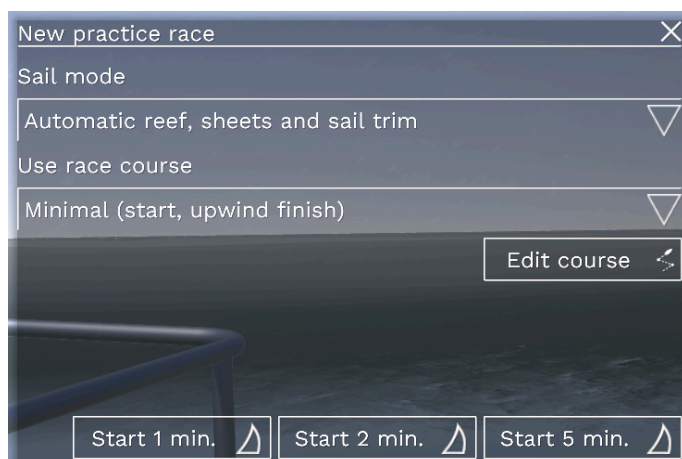 New practice race
Sail mode
Automatic reef, sheets and sail trim
Use race course
Minimal (start, upwind finish)
Edit course
Start 1 min.
Start 2 min.
Start 5 min.